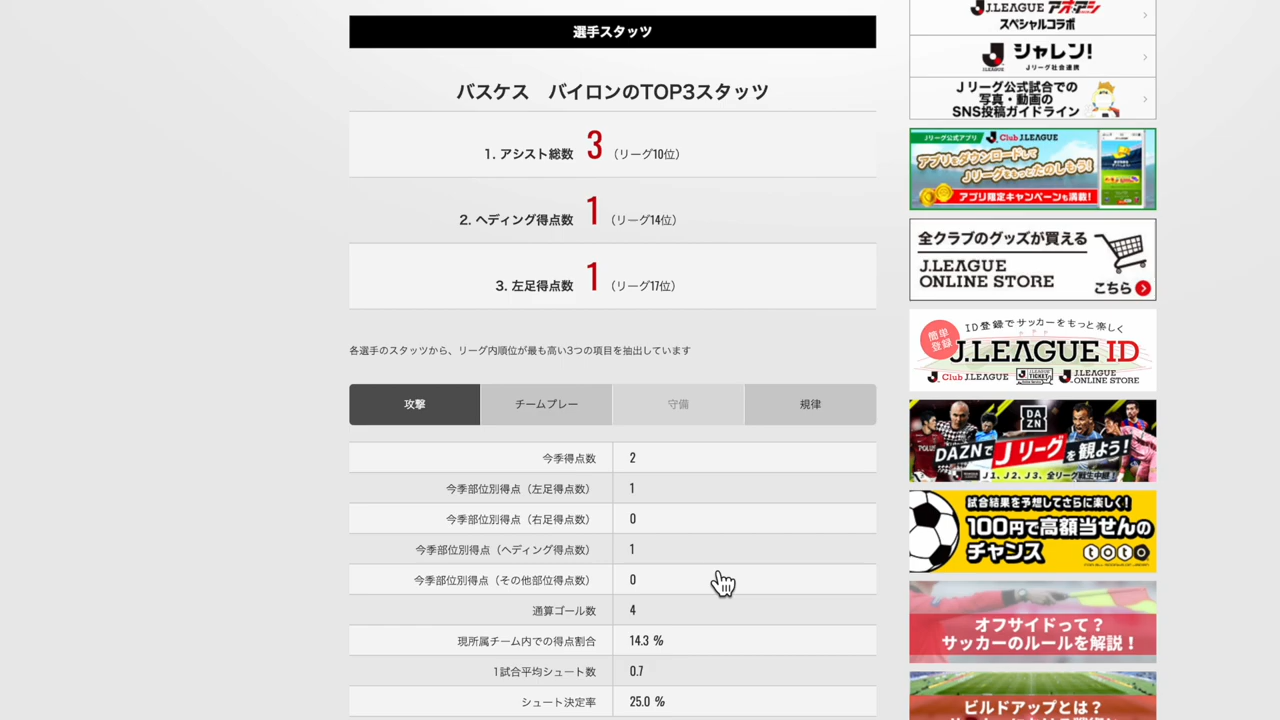 選手スタッツ
バスケス　バイロンのTOP3スタッツ
1. アシスト総数 3 （リーグ10位）
2. ヘディング得点数 1 （リーグ14位）
3. 左足得点数 1 （リーグ17位）
各選手のスタッツから、リーグ内順位が最も高い3つの項目を抽出しています
攻撃 チームプレー 守備 規律
今季得点数 2
今季部位別得点（左足得点数） 1
今季部位別得点（右足得点数） 0
今季部位別得点（ヘディング得点数） 1
今季部位別得点（その他部位得点数） 0
通算ゴール数 4
現所属チーム内での得点割合 14.3 %
1試合平均シュート数 0.7
シュート決定率 25.0 %
J.LEAGUE アオアシ
スペシャルコラボ
シャレン!
Jリーグ社会連携
Jリーグ公式試合での
写真・動画の
SNS投稿ガイドライン
Jリーグ公式アプリ Club J.LEAGUE
アプリをダウンロードして
Jリーグをもっとたのしもう!
アプリ限定キャンペーンも満載!
全クラブのグッズが買える
J.LEAGUE
ONLINE STORE
こちら
簡単
登録
ID登録でサッカーをもっと楽しく
J.LEAGUE ID
Club J.LEAGUE J.LEAGUE TICKET J.LEAGUE ONLINE STORE
DAZN
DAZNでJリーグを観よう!
J1、J2、J3、全リーグ戦生中継!
試合結果を予想してさらに楽しく!
100円で高額当せんの
チャンス
toto
オフサイドって?
サッカーのルールを解説!
ビルドアップとは?